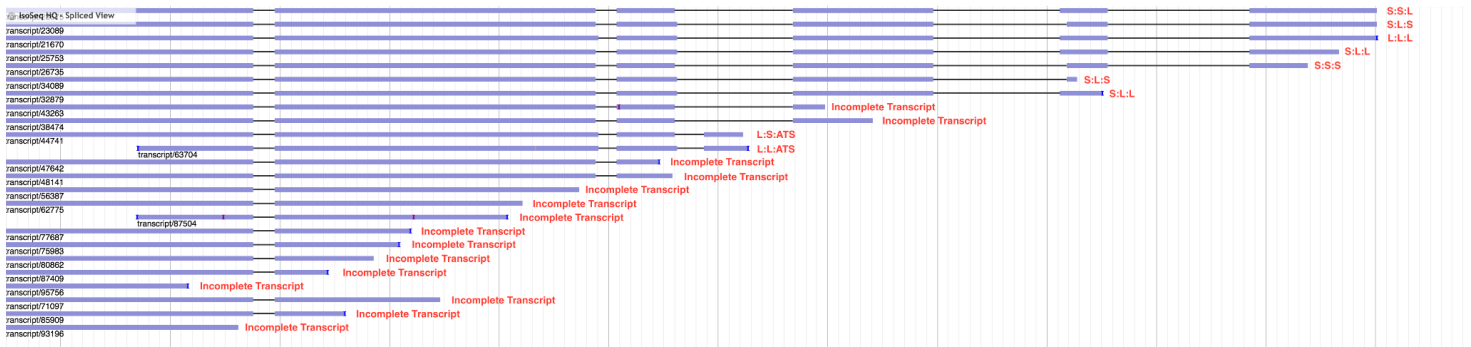 IsoSeq HQ - Spliced View
S:S:L
S:L:S
transcript/23089
L:L:L
transcript/21670
S:L:L
transcript/25753
S:S:S
transcript/26735
S:L:S
transcript/34089
S:L:L
transcript/32879
Incomplete Transcript
transcript/43263
Incomplete Transcript
transcript/38474
L:S:ATS
transcript/44741
L:L:ATS
transcript/63704
Incomplete Transcript
transcript/47642
Incomplete Transcript
transcript/48141
Incomplete Transcript
transcript/56387
Incomplete Transcript
transcript/62775
Incomplete Transcript
transcript/87504
Incomplete Transcript
transcript/77687
Incomplete Transcript
transcript/75983
Incomplete Transcript
transcript/80862
Incomplete Transcript
transcript/87409
Incomplete Transcript
transcript/95756
Incomplete Transcript
transcript/71097
Incomplete Transcript
transcript/85909
Incomplete Transcript
transcript/93196